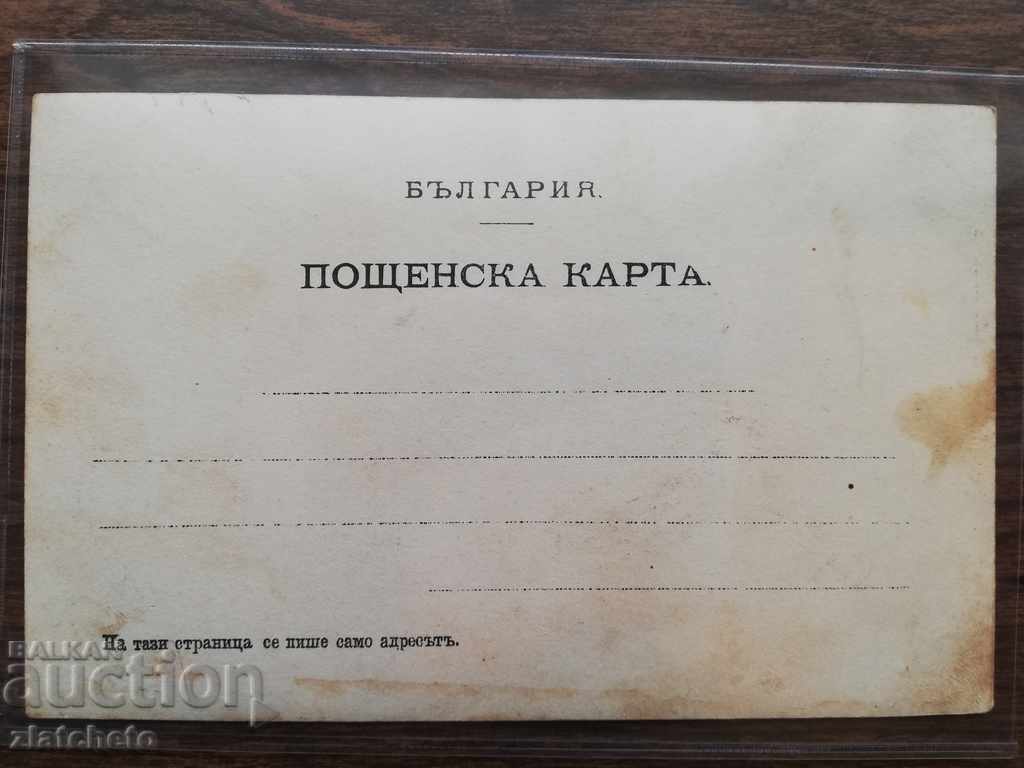 БЪЛГАРИЯ.
ПОЩЕНСКА КАРТА.
На тази страница се пише само адресътъ.
BALKAN
auction
zlatcheto